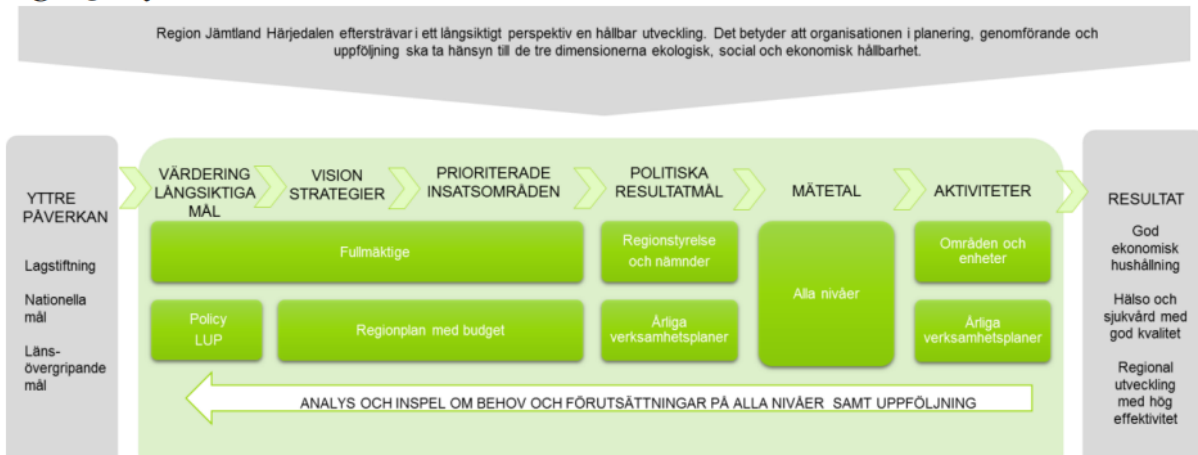 Region Jämtland Härjedalen eftersträvar i ett långsiktigt perspektiv en hållbar utveckling. Det betyder att organisationen i planering, genomförande och
uppföljning ska ta hänsyn till de tre dimensionerna ekologisk, social och ekonomisk hållbarhet.
YTTRE
PÅVERKAN
Lagstiftning
Nationella
mål
Läns-
övergripande
mål
VÄRDERING
LÅNGSIKTIGA
MÅL
VISION
STRATEGIER
PRIORITERADE
INSATSOMRÅDEN
POLITISKA
RESULTATMÅL
MÄTETAL
AKTIVITETER
Fullmäktige
Regionstyrelse
och nämnder
Alla nivåer
Områden och
enheter
Policy
LUP
Regionplan med budget
Årliga
verksamhetsplaner
Årliga
verksamhetsplaner
ANALYS OCH INSPEL OM BEHOV OCH FÖRUTSÄTTNINGAR PÅ ALLA NIVÅER SAMT UPPFÖLJNING
RESULTAT
God
ekonomisk
hushållning
Hälso och
sjukvård med
god kvalitet
Regional
utveckling
med hög
effektivitet